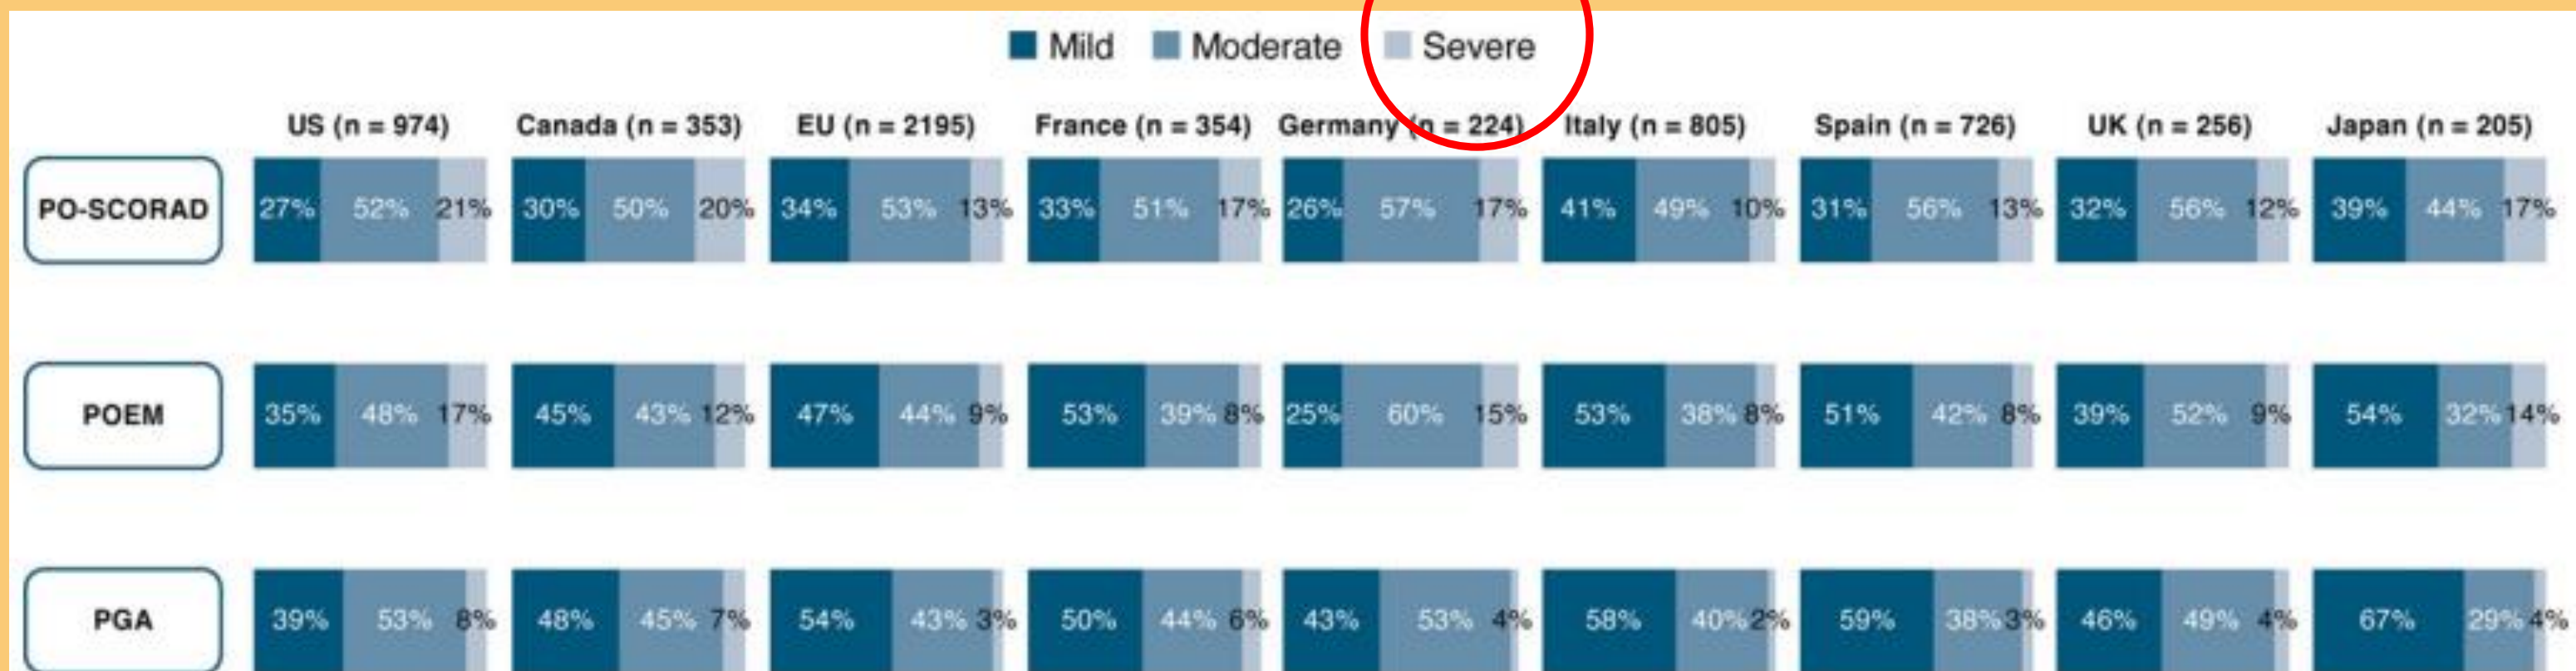 Mild Moderate Severe
US (n = 974) Canada (n = 353) EU (n = 2195) France (n = 354) Germany (n = 224) Italy (n = 805) Spain (n = 726) UK (n = 256) Japan (n = 205)
PO-SCORAD 27% 52% 21% 30% 50% 20% 34% 53% 13% 33% 51% 17% 26% 57% 17% 41% 49% 10% 31% 56% 13% 32% 56% 12% 39% 44% 17%
POEM 35% 48% 17% 45% 43% 12% 47% 44% 9% 53% 39% 8% 25% 60% 15% 53% 38% 8% 51% 42% 8% 39% 52% 9% 54% 32% 14%
PGA 39% 53% 8% 48% 45% 7% 54% 43% 3% 50% 44% 6% 43% 53% 4% 58% 40% 2% 59% 38% 3% 46% 49% 4% 67% 29% 4%